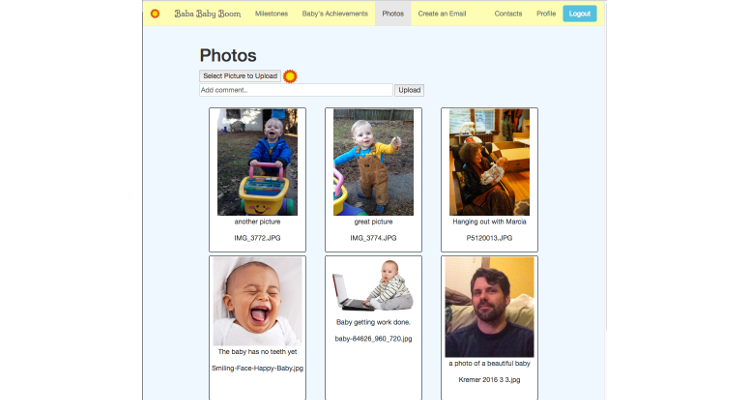 Baba Baby Boom Milestones Baby's Achievements Photos Create an Email Contacts Profile Logout
Photos
Select Picture to Upload
Add comment.. Upload
another picture
IMG_3772.JPG
great picture
IMG_3774.JPG
Hanging out with Marcia
P5120013.JPG
The baby has no teeth yet
Smiling-Face-Happy-Baby.jpg
Baby getting work done.
baby-84626_960_720.jpg
a photo of a beautiful baby
Kremer 2016 3 3.jpg